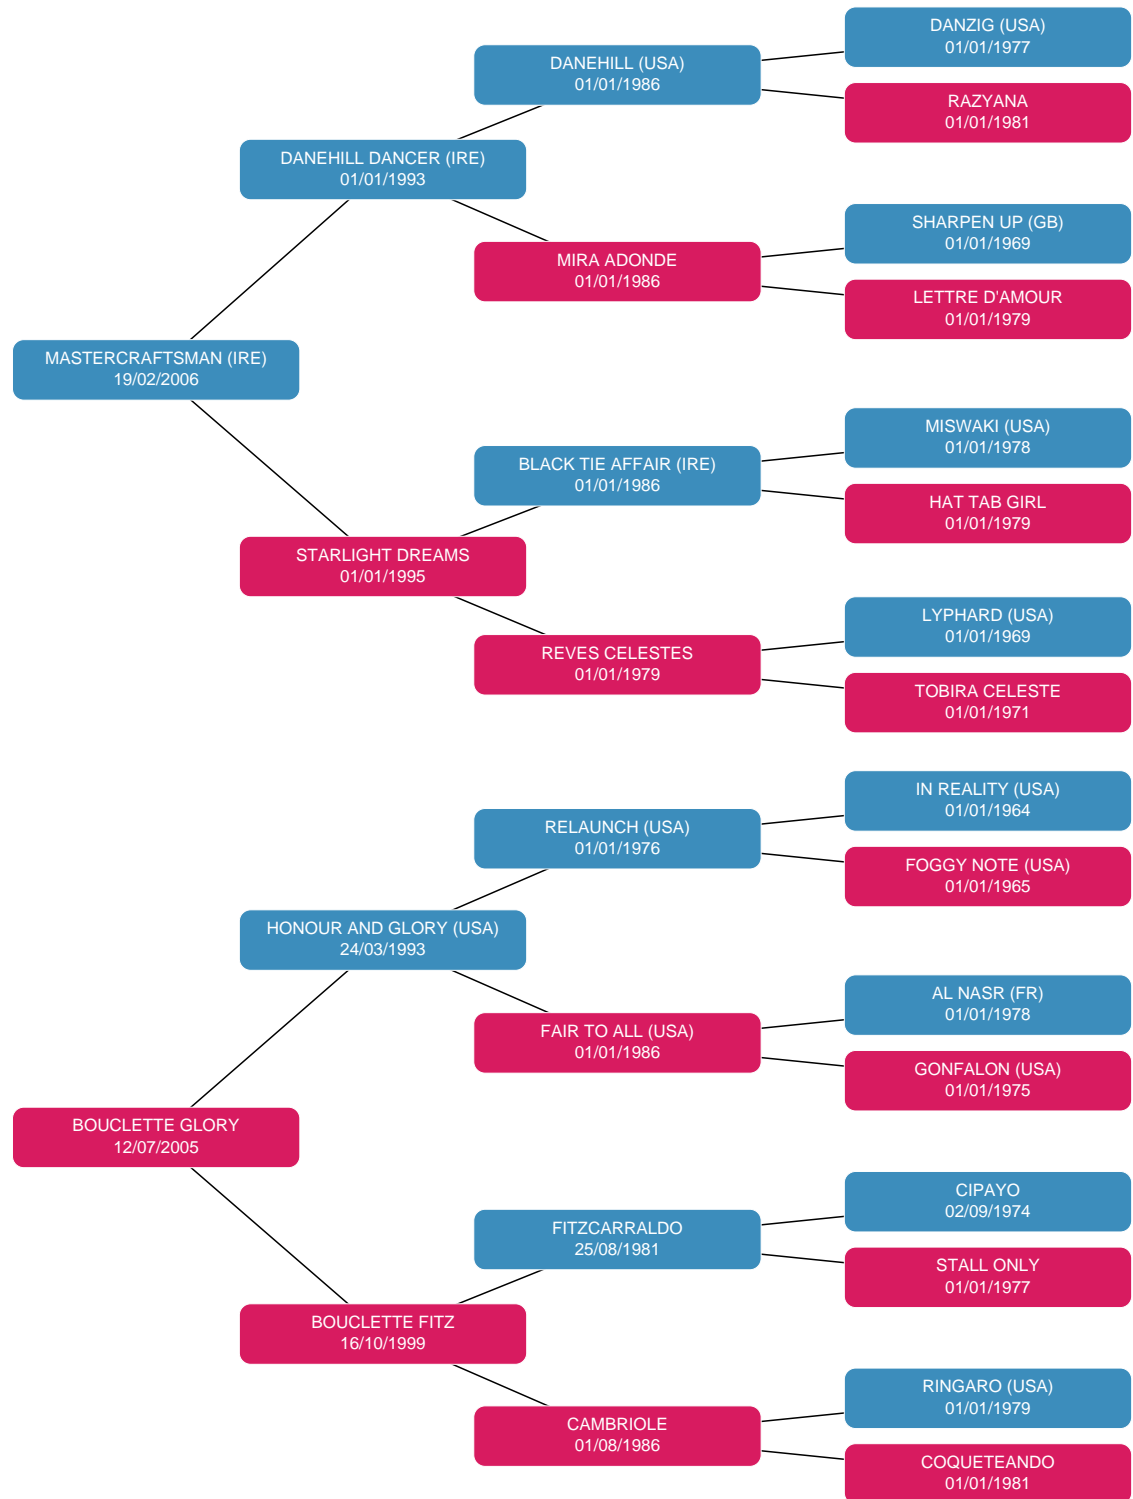 DANZIG (USA)
01/01/1977
DANEHILL (USA)
01/01/1986
RAZYANA
01/01/1981
DANEHILL DANCER (IRE)
01/01/1993
SHARPEN UP (GB)
01/01/1969
MIRA ADONDE
01/01/1986
LETTRE D'AMOUR
01/01/1979
MASTERCRAFTSMAN (IRE)
19/02/2006
MISWAKI (USA)
01/01/1978
BLACK TIE AFFAIR (IRE)
01/01/1986
HAT TAB GIRL
01/01/1979
STARLIGHT DREAMS
01/01/1995
LYPHARD (USA)
01/01/1969
REVES CELESTES
01/01/1979
TOBIRA CELESTE
01/01/1971
IN REALITY (USA)
01/01/1964
RELAUNCH (USA)
01/01/1976
FOGGY NOTE (USA)
01/01/1965
HONOUR AND GLORY (USA)
24/03/1993
AL NASR (FR)
01/01/1978
FAIR TO ALL (USA)
01/01/1986
GONFALON (USA)
01/01/1975
BOUCLETTE GLORY
12/07/2005
CIPAYO
02/09/1974
FITZCARRALDO
25/08/1981
STALL ONLY
01/01/1977
BOUCLETTE FITZ
16/10/1999
RINGARO (USA)
01/01/1979
CAMBRIOLE
01/08/1986
COQUETEANDO
01/01/1981